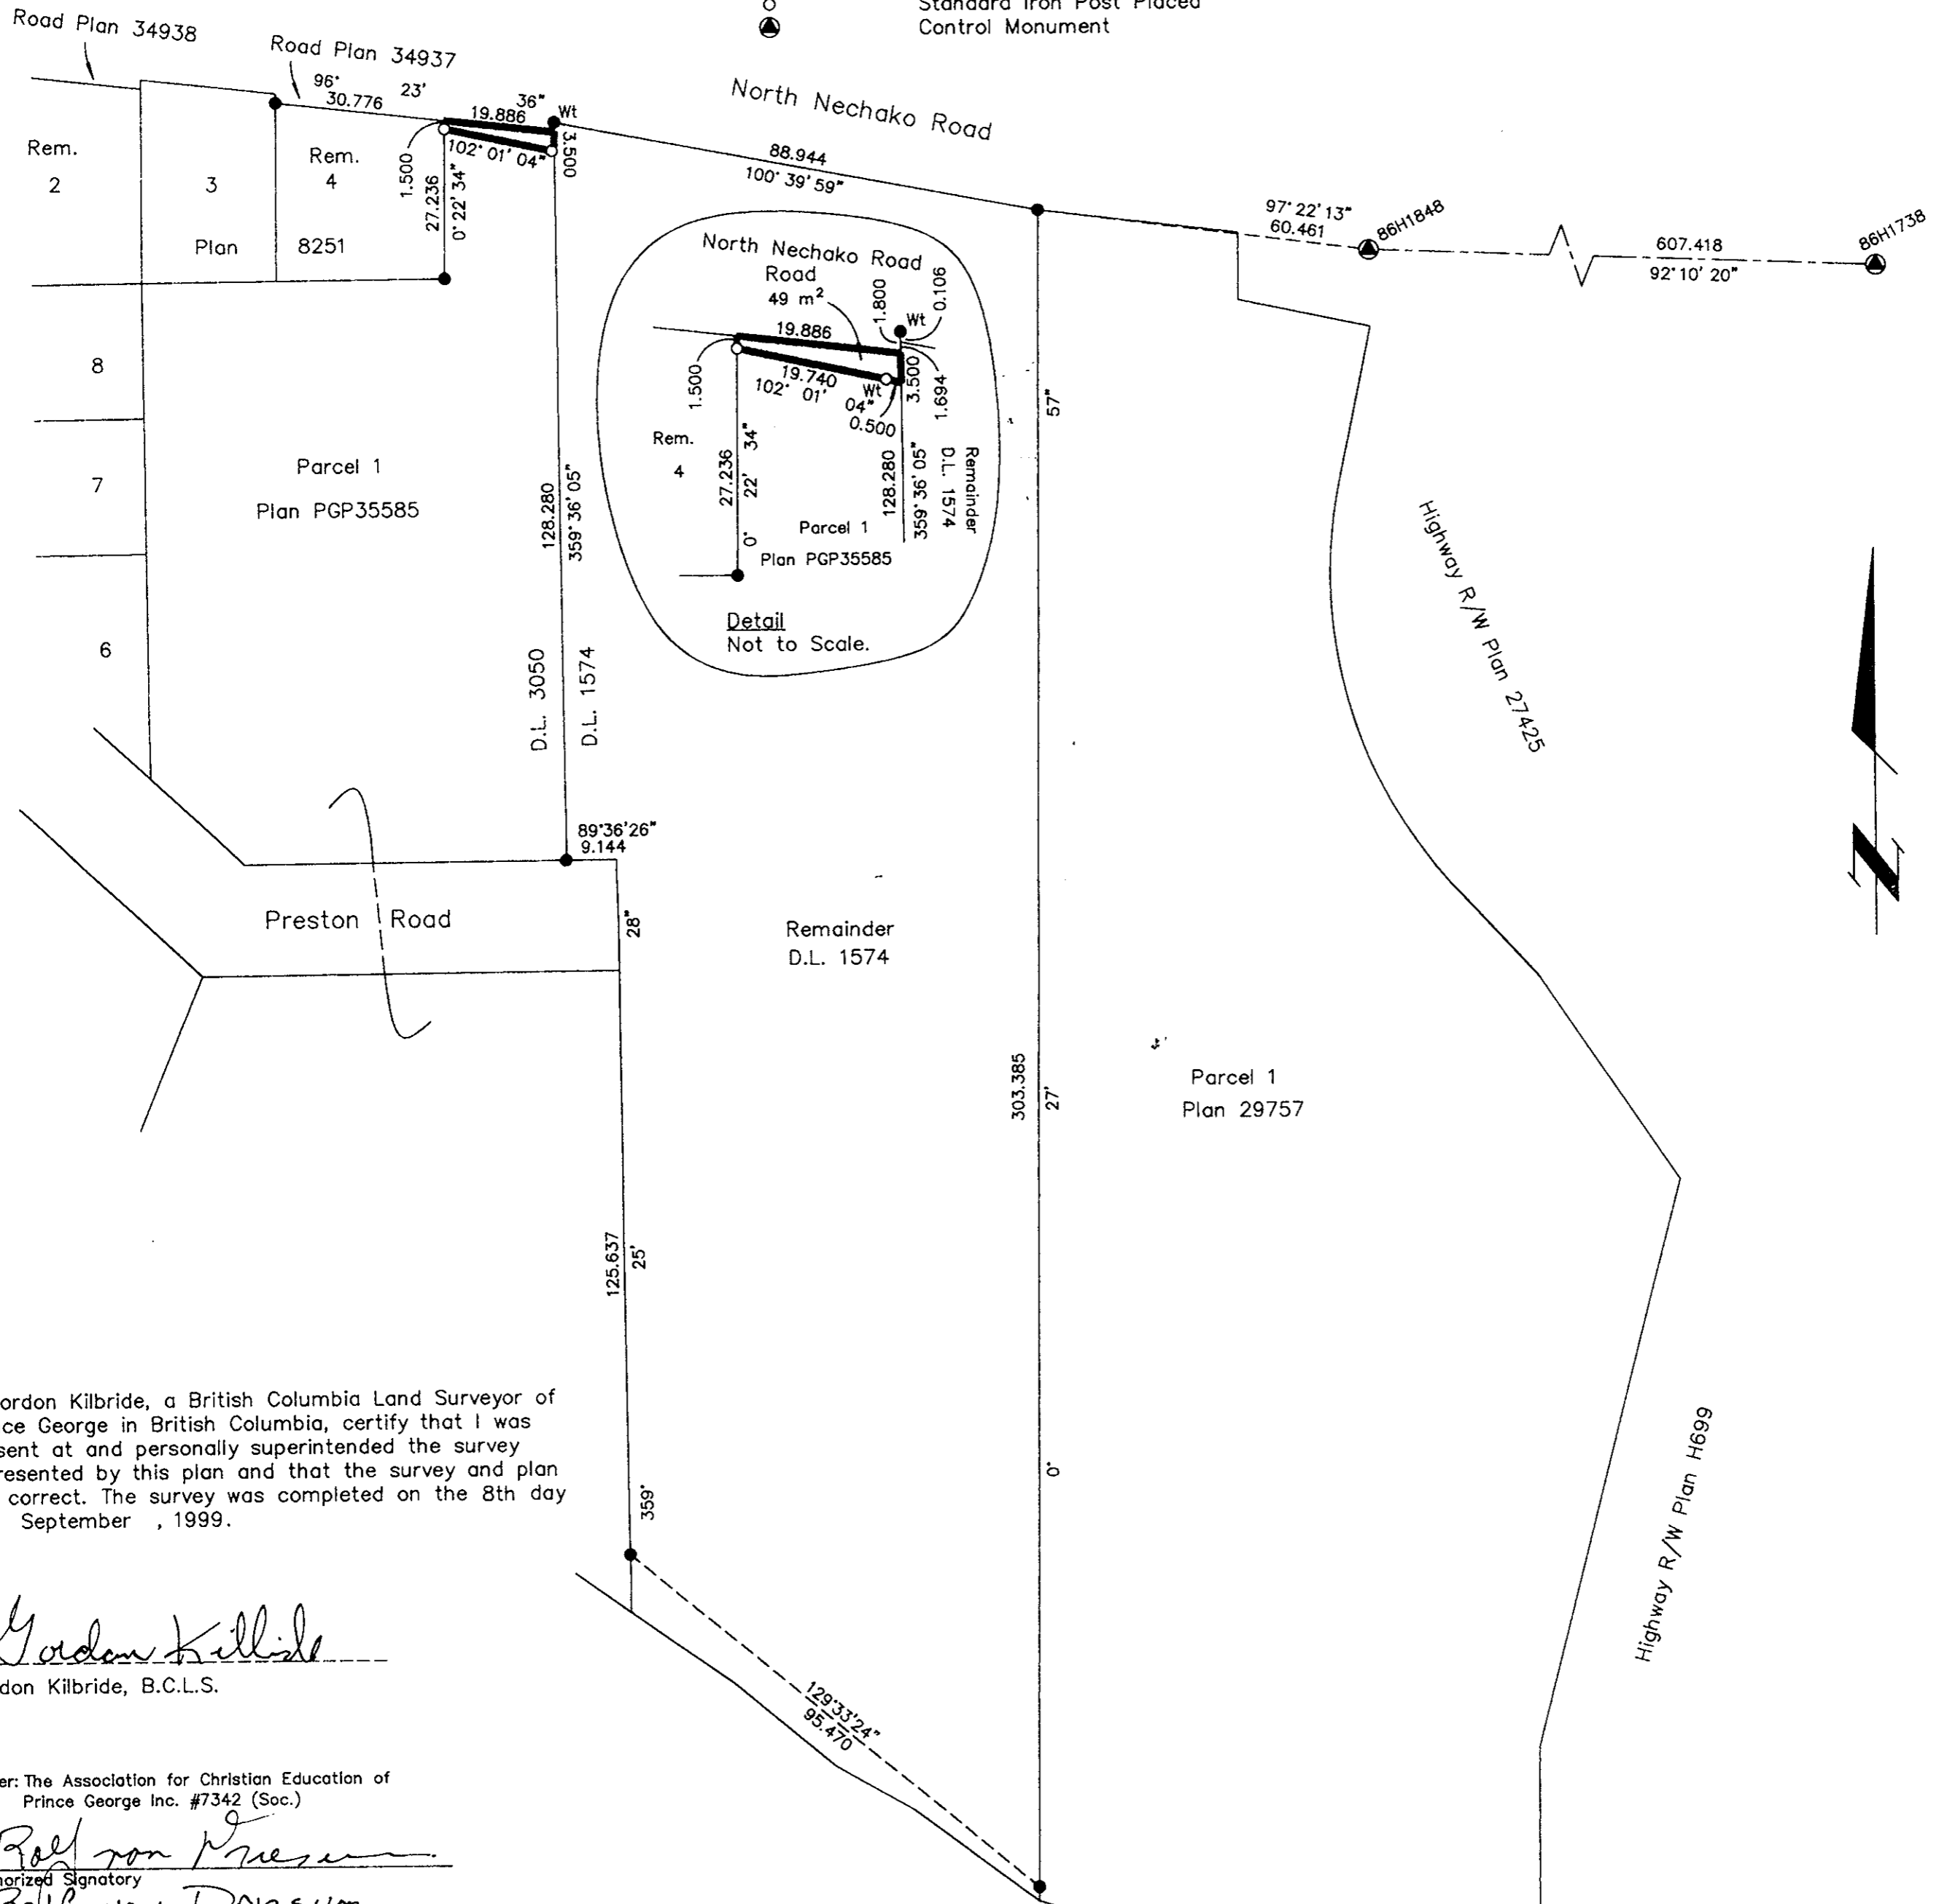 Standard Iron Post Placed
Control Monument
Road Plan 34938
Road Plan 34937
96° 23' 36"
30.776
19.886
Wt
North Nechako Road
3.500
102° 01' 04"
1.500
27.236
0° 22' 34"
88.944
100° 39' 59"
97° 22' 13"
60.461
86H1848
607.418
92° 10' 20"
86H1738
Rem.
2
3
Rem.
4
Plan 8251
8
7
6
Parcel 1
Plan PGP35585
128.280
359° 36' 05"
D.L. 3050
D.L. 1574
North Nechako Road
Road
49 m²
1.800
0.106
Wt
19.886
1.500
19.740
Wt
102° 01' 04"
0.500
3.500
1.694
Rem.
4
27.236
0° 22' 34"
128.280
359° 36' 05"
Remainder
D.L. 1574
Parcel 1
Plan PGP35585
Detail
Not to Scale.
Highway R/W Plan 27425
89°36'26"
9.144
Preston Road
Remainder
D.L. 1574
303.385
0° 27' 57"
Parcel 1
Plan 29757
125.637
359° 25' 28"
129°33'24"
95.470
Highway R/W Plan H699
ordon Kilbride, a British Columbia Land Surveyor of
ce George in British Columbia, certify that I was
sent at and personally superintended the survey
resented by this plan and that the survey and plan
correct. The survey was completed on the 8th day
September , 1999.
don Kilbride, B.C.L.S.
er: The Association for Christian Education of
Prince George Inc. #7342 (Soc.)
horized Signatory